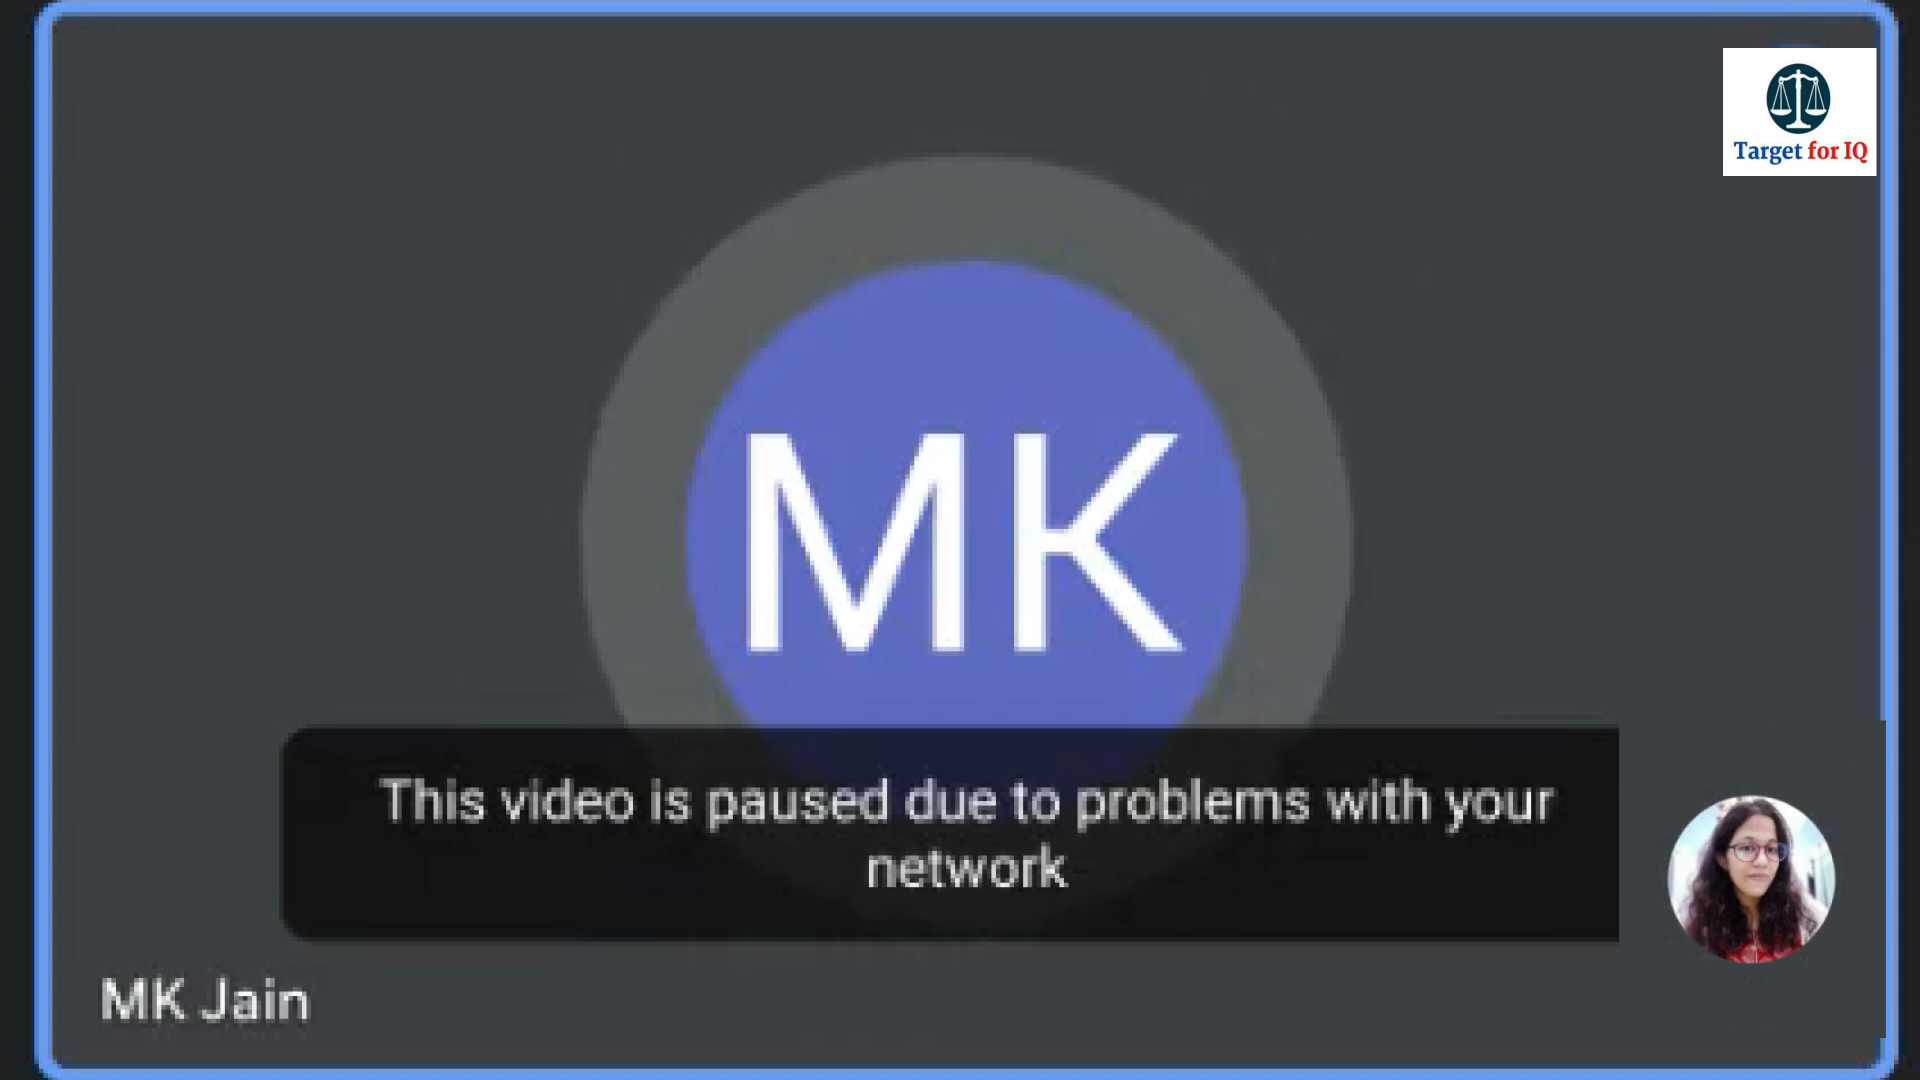 Target for IQ
MK
This video is paused due to problems with your
network
MK Jain